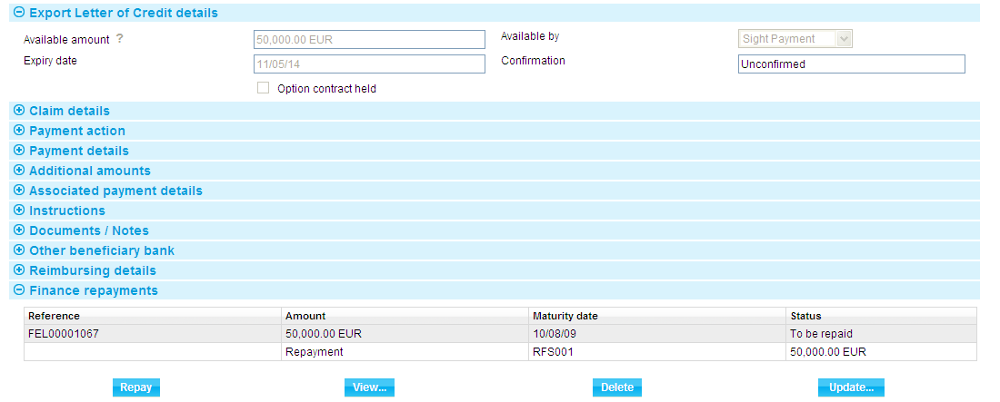 Export Letter of Credit details
Available amount ? 50,000.00 EUR Available by Sight Payment
Expiry date 11/05/14 Confirmation Unconfirmed
Option contract held
Claim details
Payment action
Payment details
Additional amounts
Associated payment details
Instructions
Documents / Notes
Other beneficiary bank
Reimbursing details
Finance repayments
Reference Amount Maturity date Status
FEL00001067 50,000.00 EUR 10/08/09 To be repaid
Repayment RFS001 50,000.00 EUR
Repay View... Delete Update...